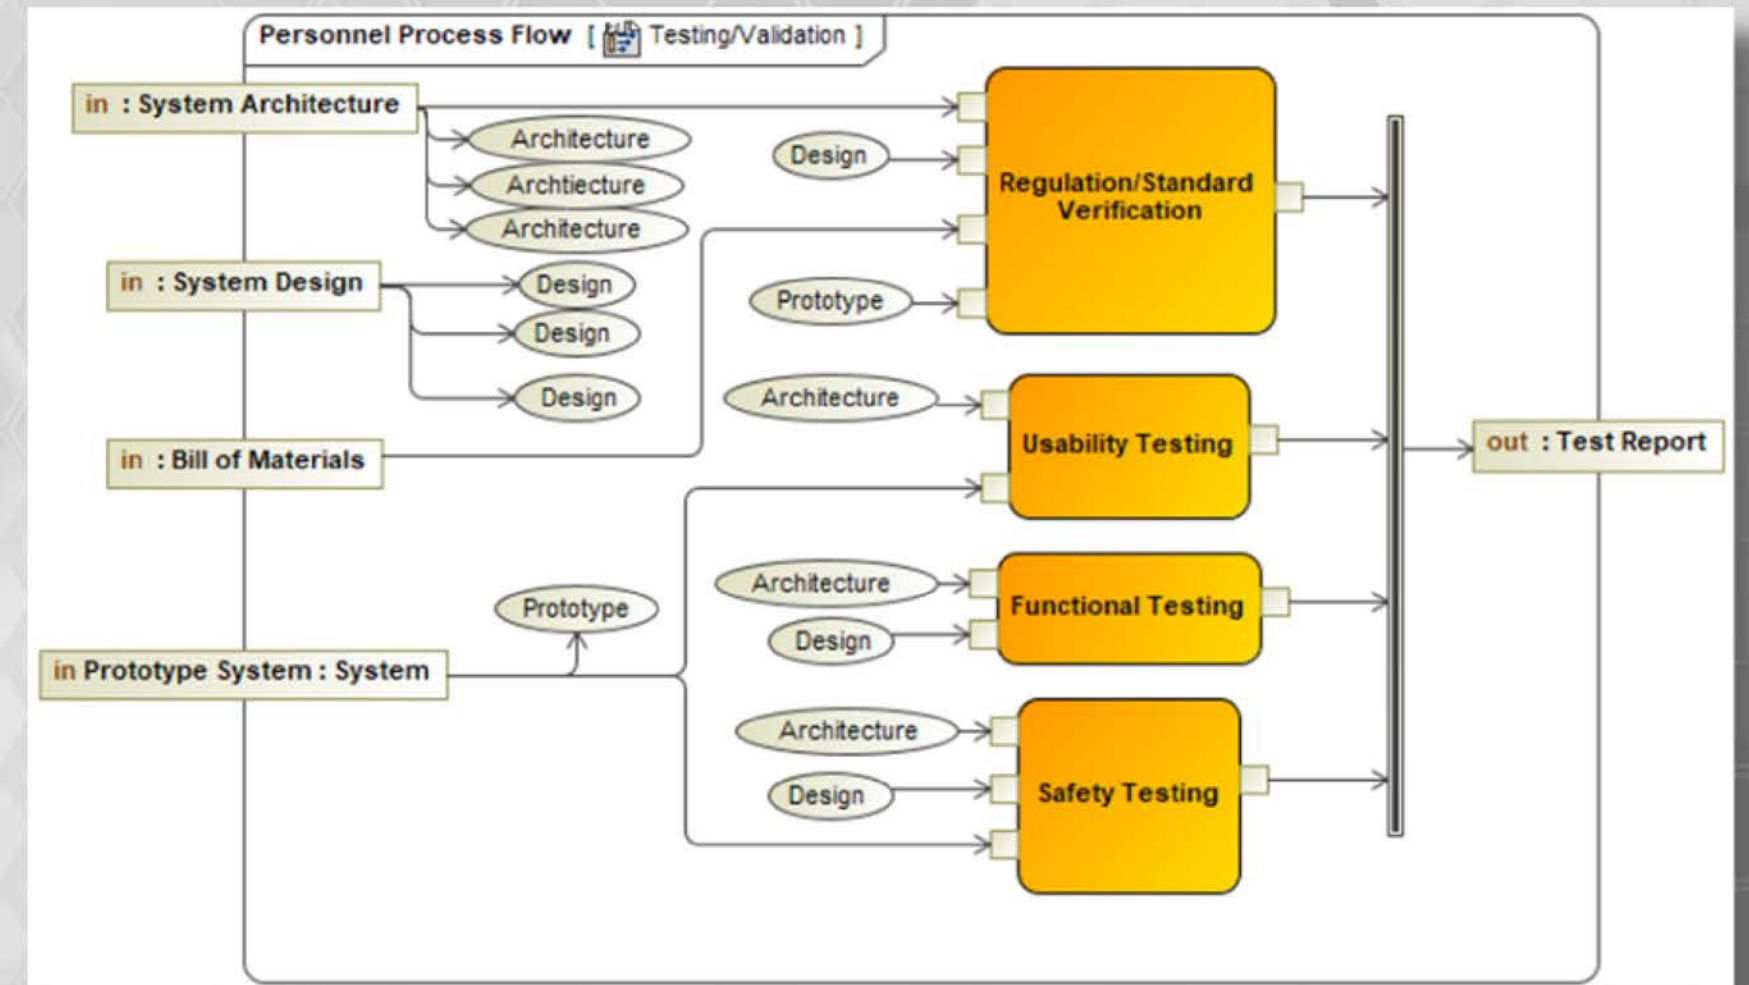 Personnel Process Flow [ Testing/Validation ]
in : System Architecture
Architecture
Archtiecture
Architecture
in : System Design
Design
Design
Design
in : Bill of Materials
in Prototype System : System
Prototype
Design
Prototype
Regulation/Standard
Verification
Architecture
Usability Testing
Architecture
Design
Functional Testing
Architecture
Design
Safety Testing
out : Test Report